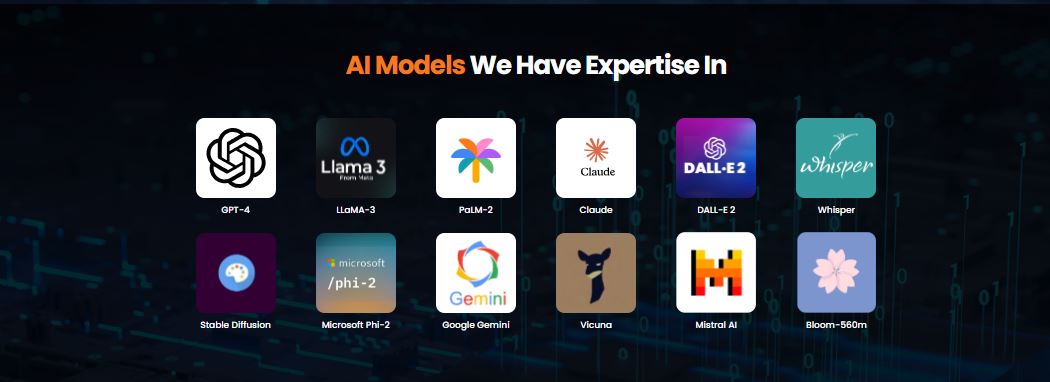 AI Models We Have Expertise In
Llama 3
From Meta
Claude
DALL·E 2
Whisper
GPT-4
LLaMA-3
PaLM-2
Claude
DALL-E 2
Whisper
microsoft
/phi-2
Gemini
Stable Diffusion
Microsoft Phi-2
Google Gemini
Vicuna
Mistral AI
Bloom-560m